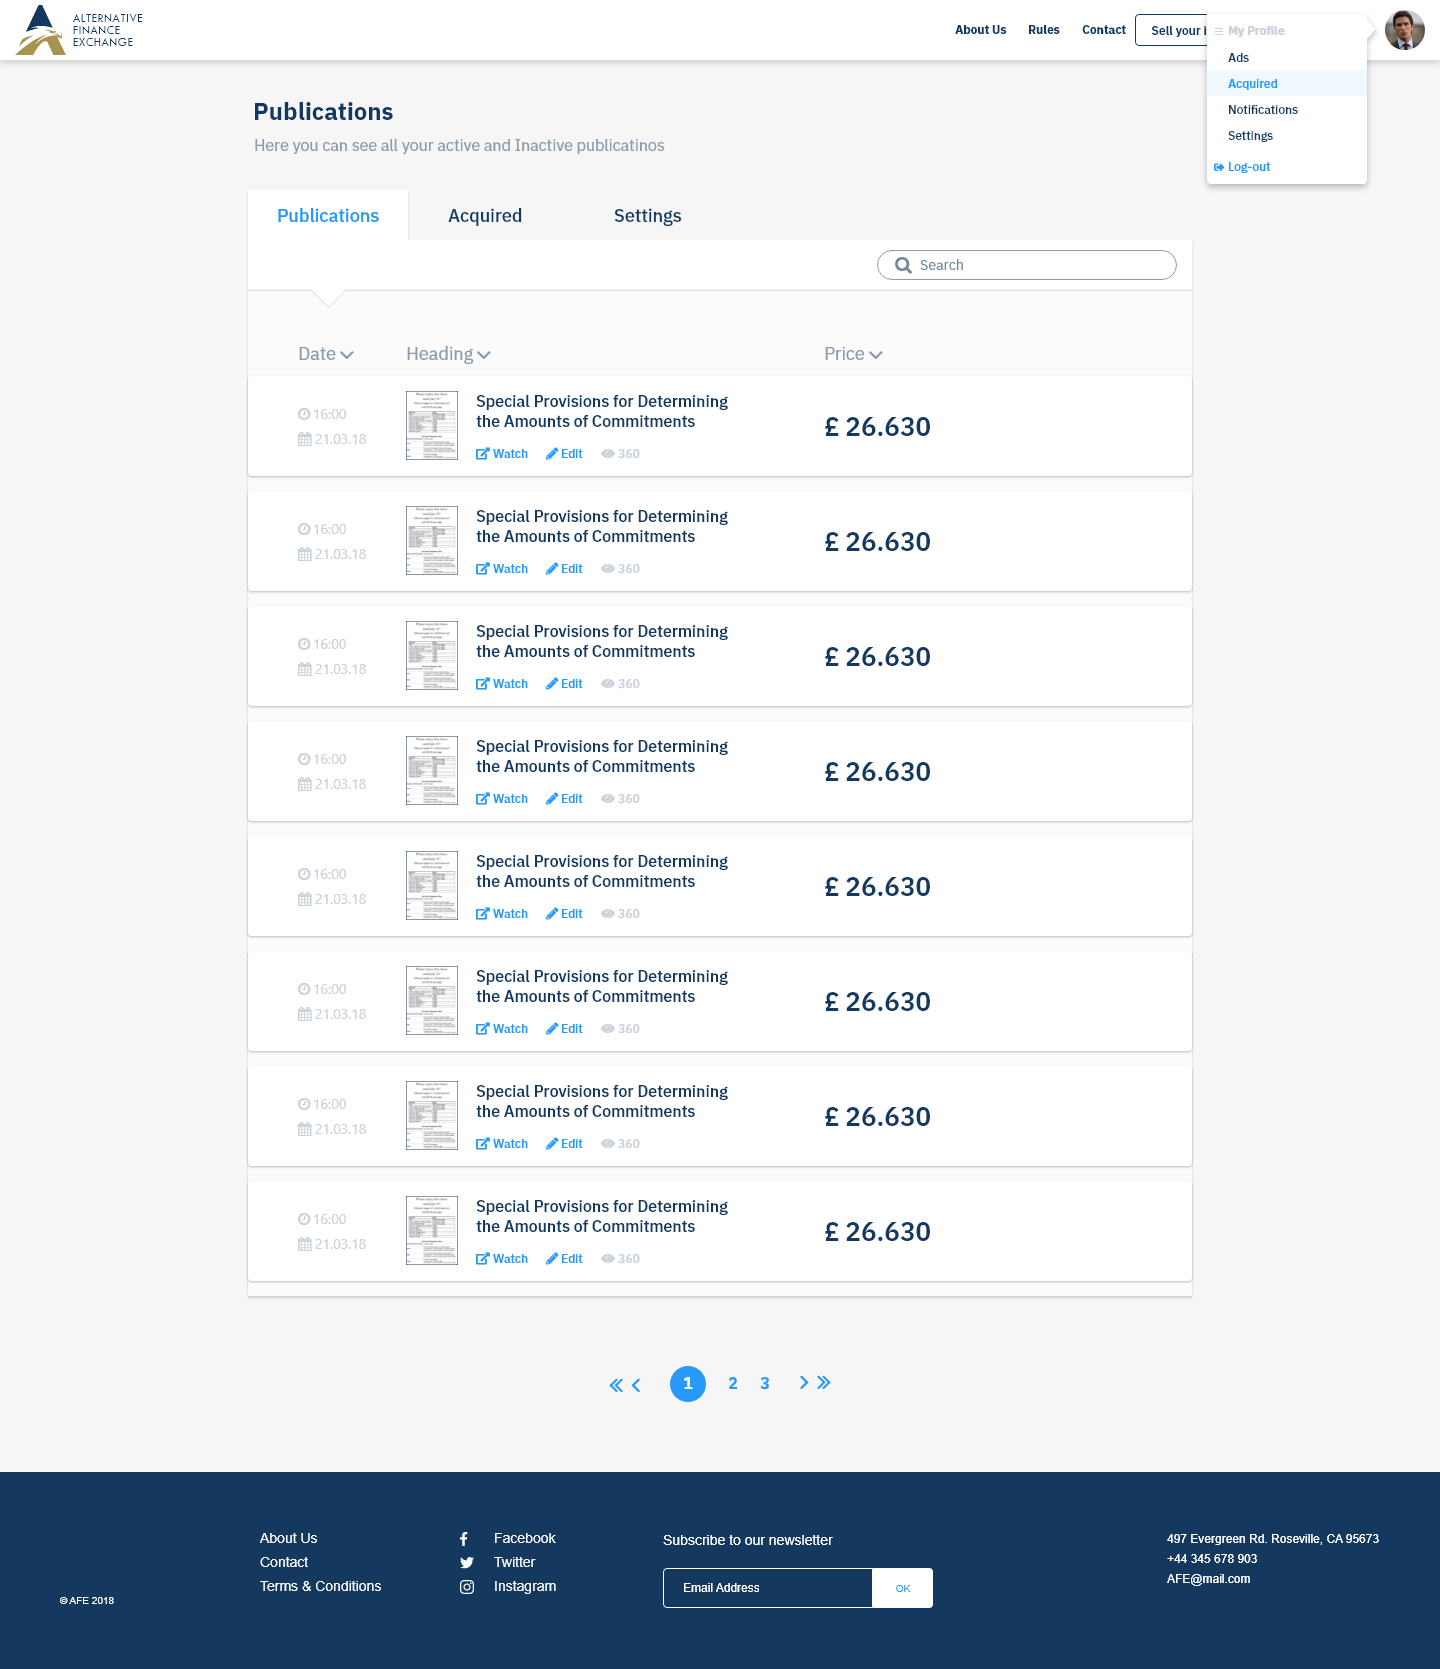 ALTERNATIVE
FINANCE
EXCHANGE
About Us
Rules
Contact
Sell your
My Profile
Ads
Acquired
Notifications
Settings
Log-out
Publications
Here you can see all your active and Inactive publicatinos
Publications
Acquired
Settings
Search
Date
Heading
Price
16:00
21.03.18
Special Provisions for Determining
the Amounts of Commitments
Watch Edit 360
£ 26.630
16:00
21.03.18
Special Provisions for Determining
the Amounts of Commitments
Watch Edit 360
£ 26.630
16:00
21.03.18
Special Provisions for Determining
the Amounts of Commitments
Watch Edit 360
£ 26.630
16:00
21.03.18
Special Provisions for Determining
the Amounts of Commitments
Watch Edit 360
£ 26.630
16:00
21.03.18
Special Provisions for Determining
the Amounts of Commitments
Watch Edit 360
£ 26.630
16:00
21.03.18
Special Provisions for Determining
the Amounts of Commitments
Watch Edit 360
£ 26.630
16:00
21.03.18
Special Provisions for Determining
the Amounts of Commitments
Watch Edit 360
£ 26.630
16:00
21.03.18
Special Provisions for Determining
the Amounts of Commitments
Watch Edit 360
£ 26.630
1 2 3
© AFE 2018
About Us
Contact
Terms & Conditions
Facebook
Twitter
Instagram
Subscribe to our newsletter
Email Address
OK
497 Evergreen Rd. Roseville, CA 95673
+44 345 678 903
AFE@mail.com